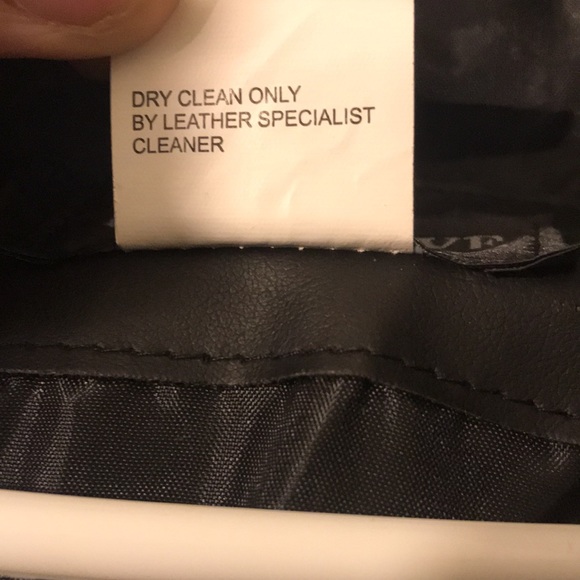 DRY CLEAN ONLY
BY LEATHER SPECIALIST
CLEANER